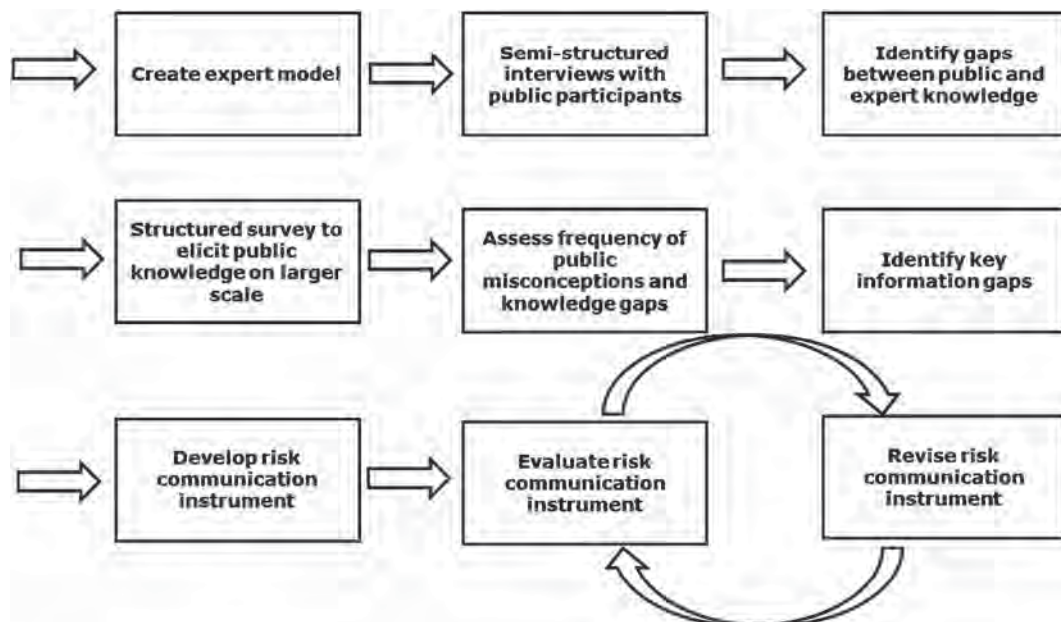 Create expert model
Semi-structured
interviews with
public participants
Identify gaps
between public and
expert knowledge
Structured survey to
elicit public
knowledge on larger
scale
Assess frequency of
public
misconceptions and
knowledge gaps
Identify key
information gaps
Develop risk
communication
instrument
Evaluate risk
communication
instrument
Revise risk
communication
instrument